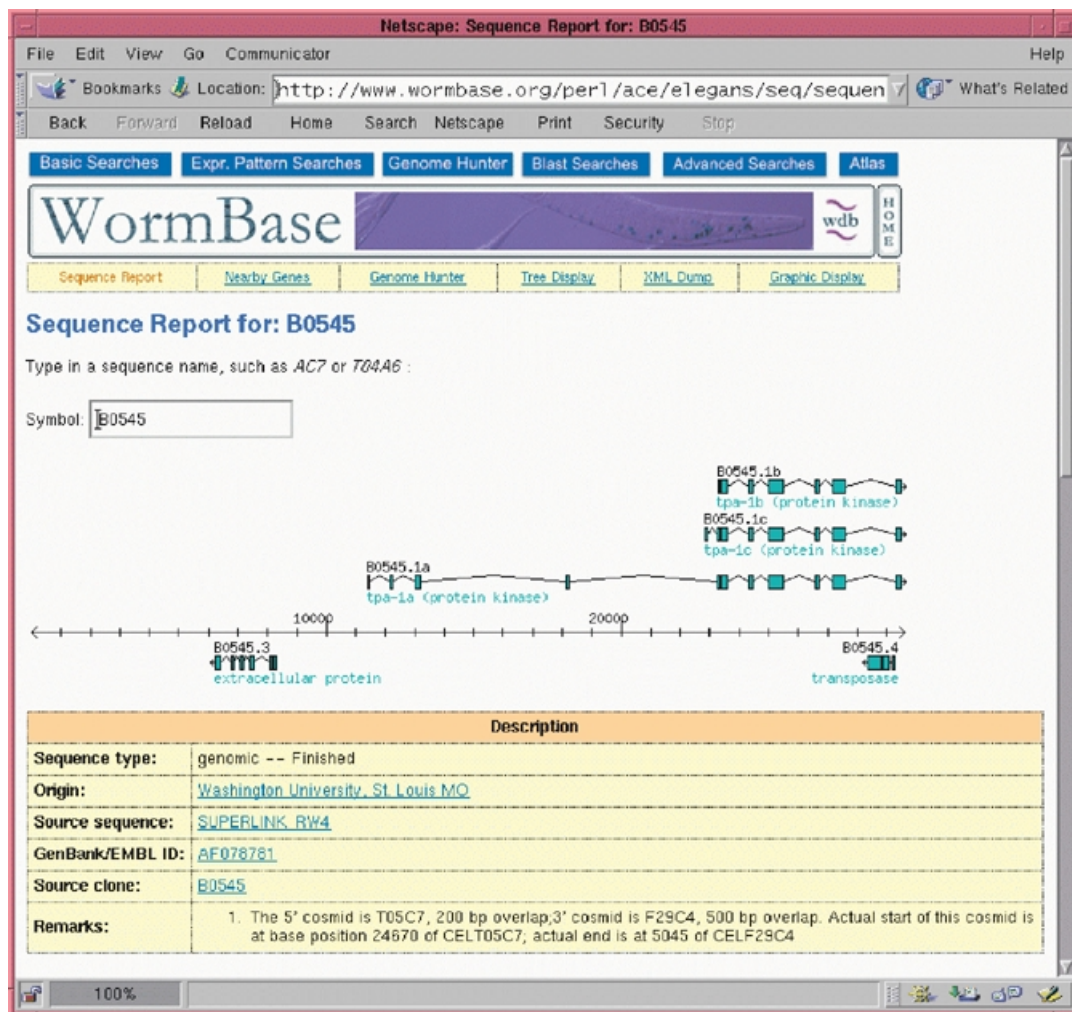 Netscape: Sequence Report for: B0545
File Edit View Go Communicator Help
Bookmarks Location: http://www.wormbase.org/perl/ace/elegans/seq/sequen What's Related
Back Forward Reload Home Search Netscape Print Security Stop
Basic Searches Expr. Pattern Searches Genome Hunter Blast Searches Advanced Searches Atlas
WormBase wdb HOME
Sequence Report Nearby Genes Genome Hunter Tree Display XML Dump Graphic Display
Sequence Report for: B0545
Type in a sequence name, such as AC7 or T04A6 :
Symbol: B0545
B0545.1b
tpa-1b (protein kinase)
B0545.1c
tpa-1c (protein kinase)
B0545.1a
tpa-1a (protein kinase)
10000 20000
B0545.3 B0545.4
extracellular protein transposase
Description
Sequence type: genomic -- Finished
Origin: Washington University, St. Louis MO
Source sequence: SUPERLINK_RW4
GenBank/EMBL ID: AF078781
Source clone: B0545
Remarks: 1. The 5' cosmid is T05C7, 200 bp overlap;3' cosmid is F29C4, 500 bp overlap. Actual start of this cosmid is
at base position 24670 of CELT05C7; actual end is at 5045 of CELF29C4
100%